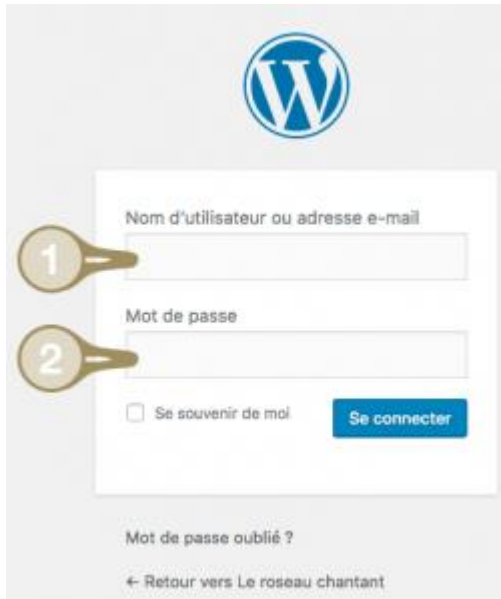 Nom d'utilisateur ou adresse e-mail
1
Mot de passe
2
Se souvenir de moi
Se connecter
Mot de passe oublié ?
← Retour vers Le roseau chantant